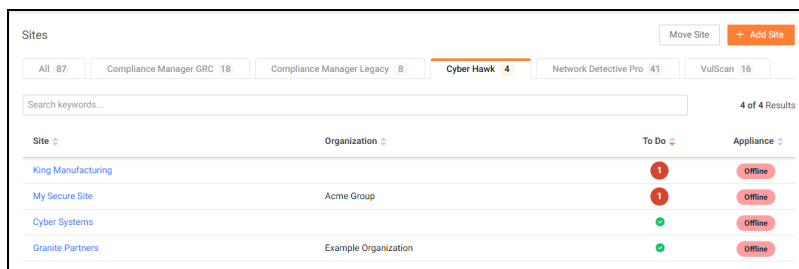 Sites
Move Site
+ Add Site
All 87
Compliance Manager GRC 18
Compliance Manager Legacy 8
Cyber Hawk 4
Network Detective Pro 41
VulScan 16
Search keywords...
4 of 4 Results
Site Organization To Do Appliance
King Manufacturing 1 Offline
My Secure Site Acme Group 1 Offline
Cyber Systems Offline
Granite Partners Example Organization Offline